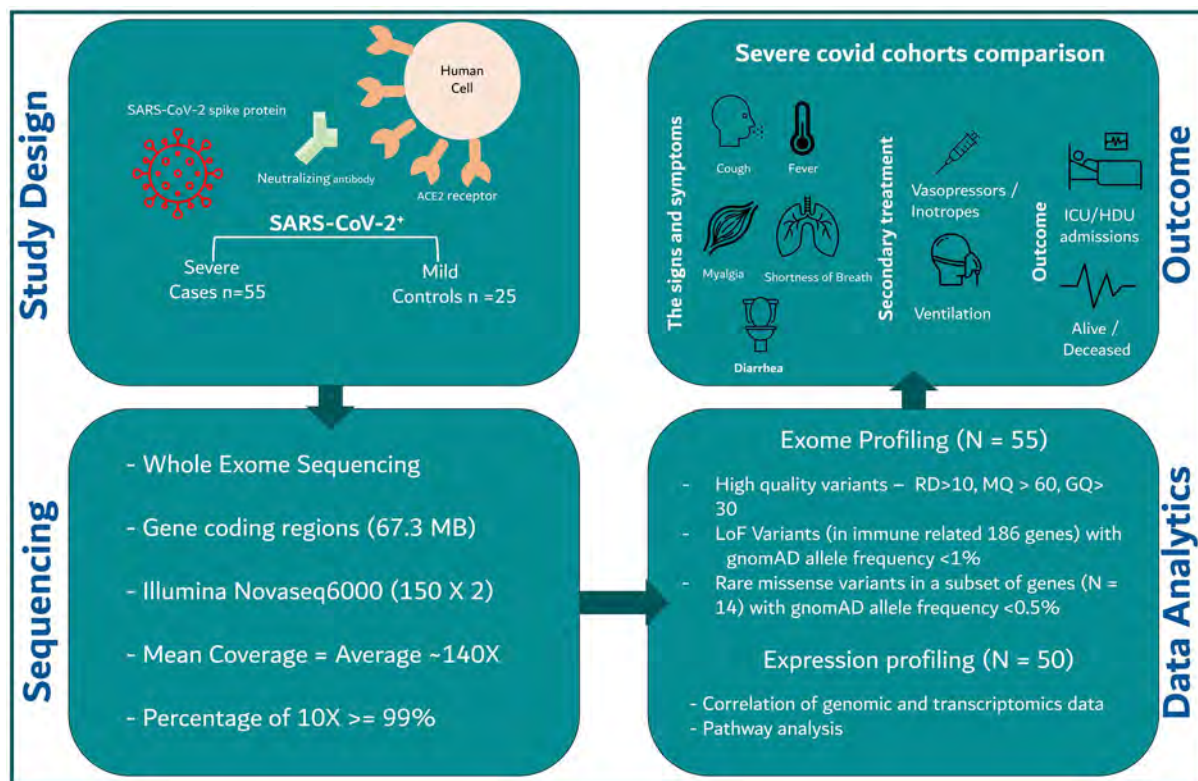 Study Design
SARS-CoV-2 spike protein
Human
Cell
Neutralizing antibody
ACE2 receptor
SARS-CoV-2⁺
Severe
Cases n=55
Mild
Controls n =25
Sequencing
- Whole Exome Sequencing
- Gene coding regions (67.3 MB)
- Illumina Novaseq6000 (150 X 2)
- Mean Coverage = Average ~140X
- Percentage of 10X >= 99%
Data Analytics
Exome Profiling (N = 55)
- High quality variants – RD>10, MQ > 60, GQ>
30
- LoF Variants (in immune related 186 genes) with
gnomAD allele frequency <1%
- Rare missense variants in a subset of genes (N =
14) with gnomAD allele frequency <0.5%
Expression profiling (N = 50)
- Correlation of genomic and transcriptomics data
- Pathway analysis
Outcome
Severe covid cohorts comparison
The signs and symptoms
Cough
Fever
Myalgia
Shortness of Breath
Diarrhea
Secondary treatment
Vasopressors /
Inotropes
Ventilation
Outcome
ICU/HDU
admissions
Alive /
Deceased